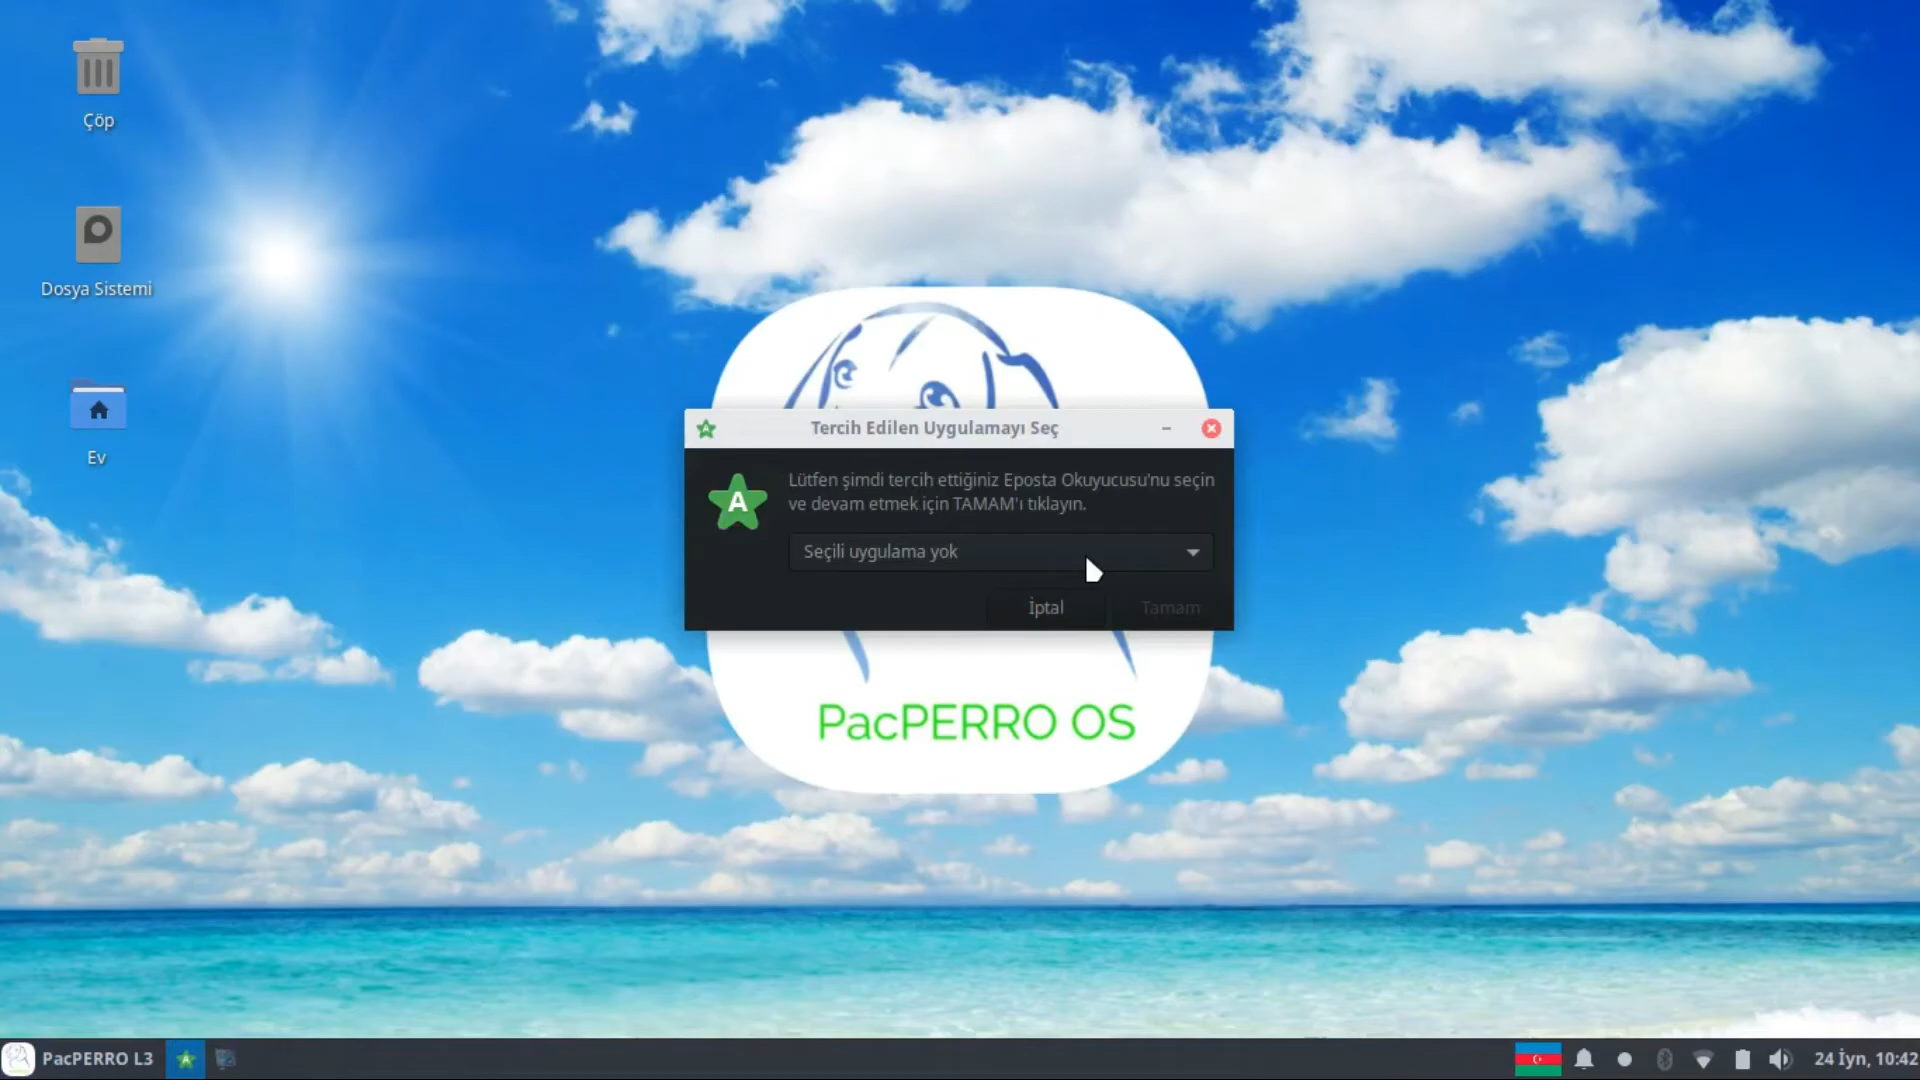 Çöp
Dosya Sistemi
Ev
Tercih Edilen Uygulamayı Seç
A
Lütfen şimdi tercih ettiğiniz Eposta Okuyucusu'nu seçin
ve devam etmek için TAMAM'ı tıklayın.
Seçili uygulama yok
İptal
Tamam
PacPERRO OS
PacPERRO L3
24 İyn, 10:42